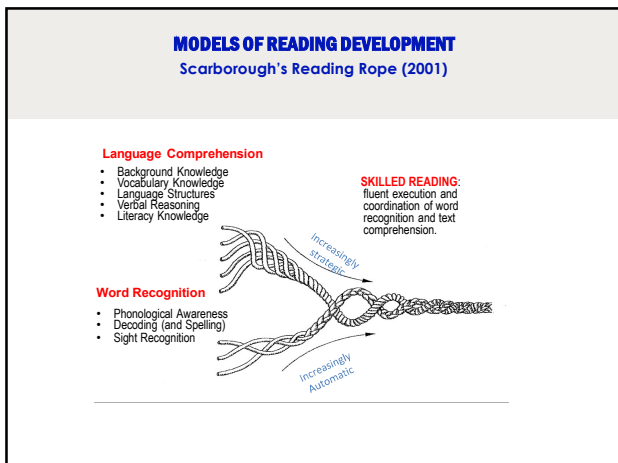 MODELS OF READING DEVELOPMENT
Scarborough's Reading Rope (2001)
Language Comprehension
• Background Knowledge
• Vocabulary Knowledge
• Language Structures
• Verbal Reasoning
• Literacy Knowledge
SKILLED READING:
fluent execution and
coordination of word
recognition and text
comprehension.
Increasingly
strategic
Word Recognition
• Phonological Awareness
• Decoding (and Spelling)
• Sight Recognition
Increasingly
Automatic